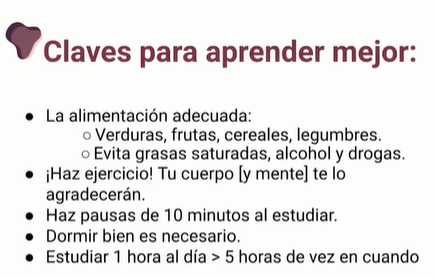 Claves para aprender mejor:
● La alimentación adecuada:
○ Verduras, frutas, cereales, legumbres.
○ Evita grasas saturadas, alcohol y drogas.
● ¡Haz ejercicio! Tu cuerpo [y mente] te lo
agradecerán.
● Haz pausas de 10 minutos al estudiar.
● Dormir bien es necesario.
● Estudiar 1 hora al día > 5 horas de vez en cuando